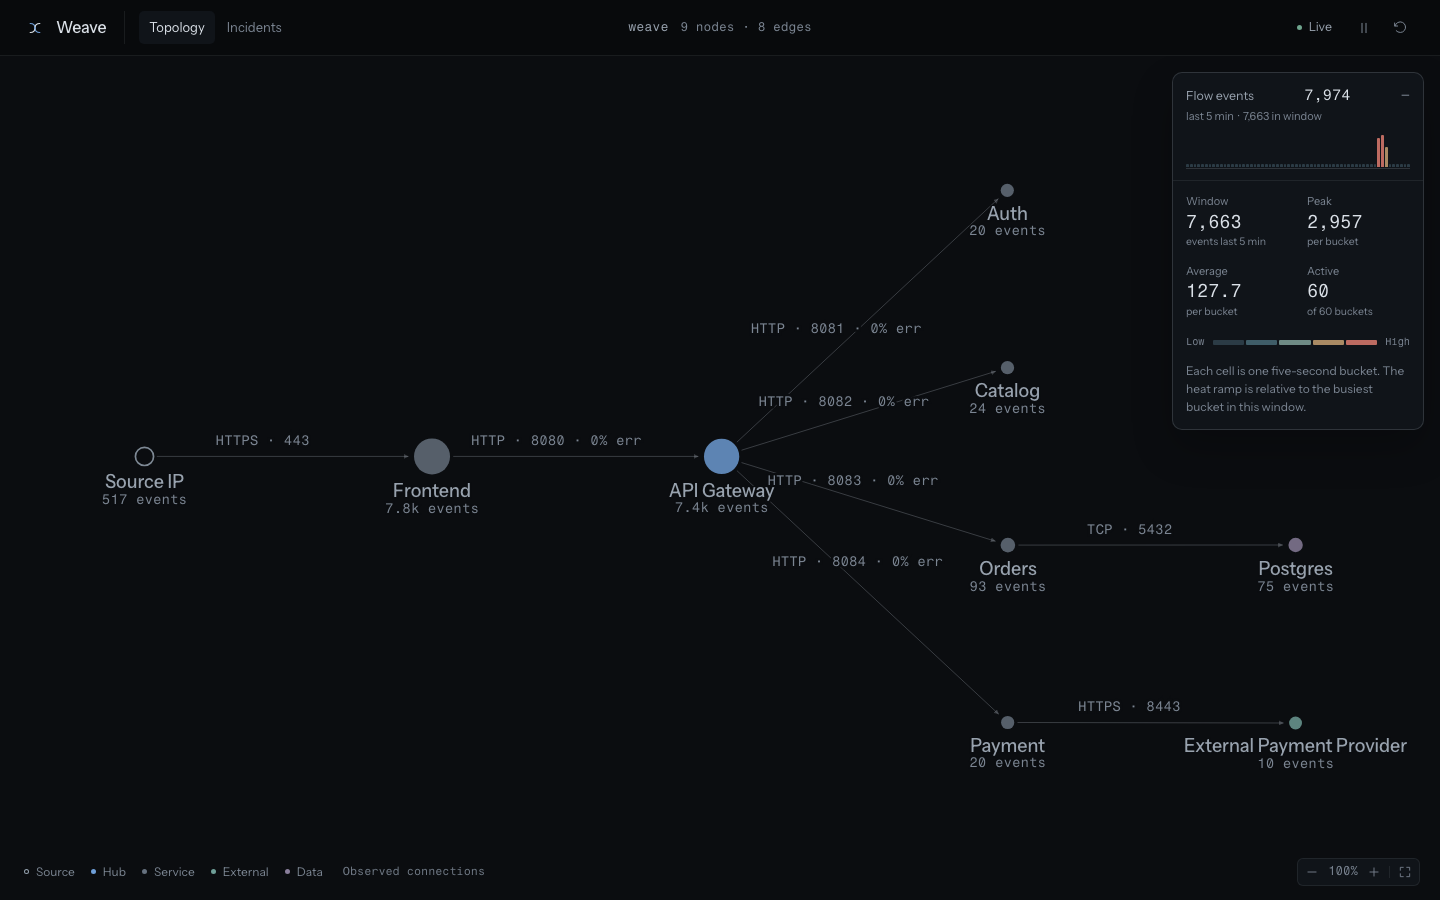 Weave
Topology
Incidents
weave 9 nodes · 8 edges
Live
Flow events 7,974
last 5 min · 7,663 in window
Window
7,663
events last 5 min
Peak
2,957
per bucket
Average
127.7
per bucket
Active
60
of 60 buckets
Low
High
Each cell is one five-second bucket. The
heat ramp is relative to the busiest
bucket in this window.
Auth
20 events
HTTP · 8081 · 0% err
Catalog
24 events
HTTP · 8082 · 0% err
HTTPS · 443
HTTP · 8080 · 0% err
Source IP
517 events
Frontend
7.8k events
API Gateway
7.4k events
HTTP · 8083 · 0% err
TCP · 5432
Orders
93 events
Postgres
75 events
HTTP · 8084 · 0% err
HTTPS · 8443
Payment
20 events
External Payment Provider
10 events
Source
Hub
Service
External
Data
Observed connections
100%